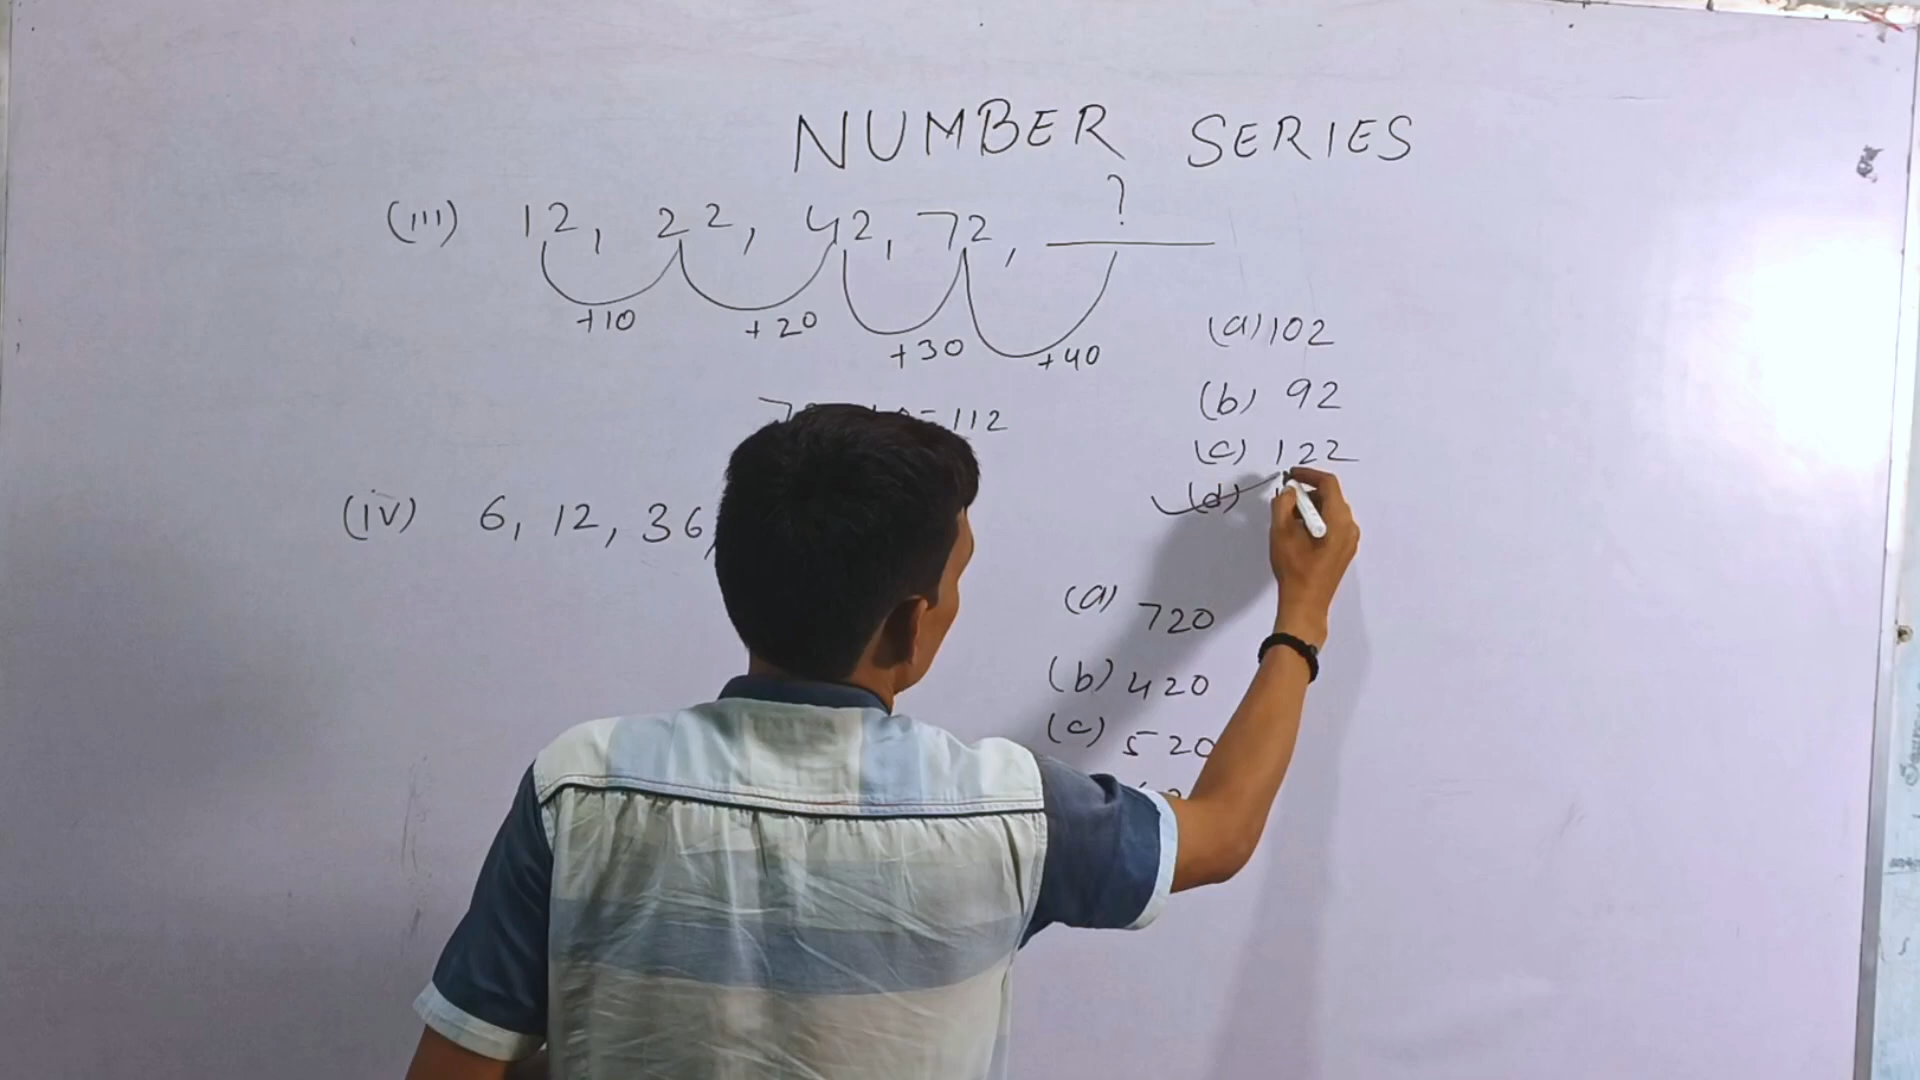 NUMBER SERIES
(iii) 12, 22, 42, 72, ?
+10 +20 +30 +40
= 112
(a) 102
(b) 92
(c) 122
(d)
(iv) 6, 12, 36,
(a) 720
(b) 420
(c) 520